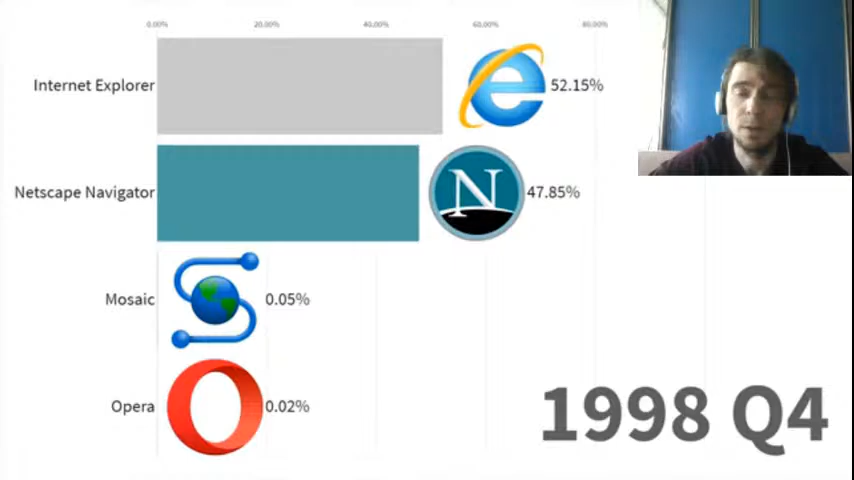 0.00% 20.00% 40.00% 60.00% 80.00%
Internet Explorer 52.15%
Netscape Navigator N 47.85%
Mosaic 0.05%
Opera 0.02%
1998 Q4